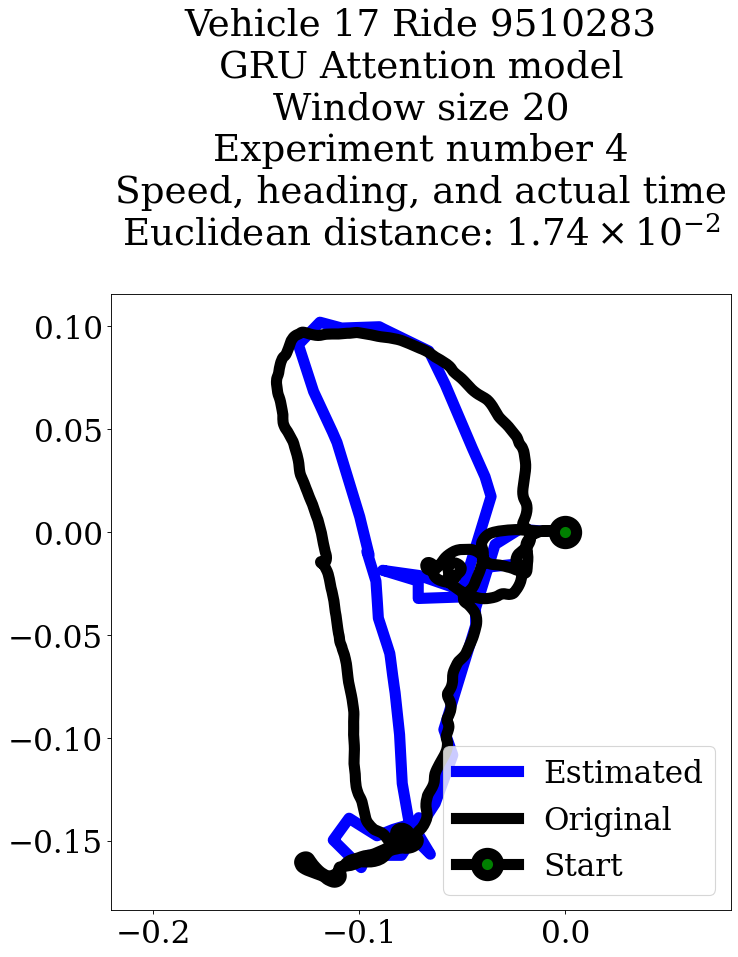 Vehicle 17 Ride 9510283
GRU Attention model
Window size 20
Experiment number 4
Speed, heading, and actual time
Euclidean distance: 1.74 × 10⁻²
0.10
0.05
0.00
−0.05
−0.10
−0.15
−0.2
−0.1
0.0
Estimated
Original
Start